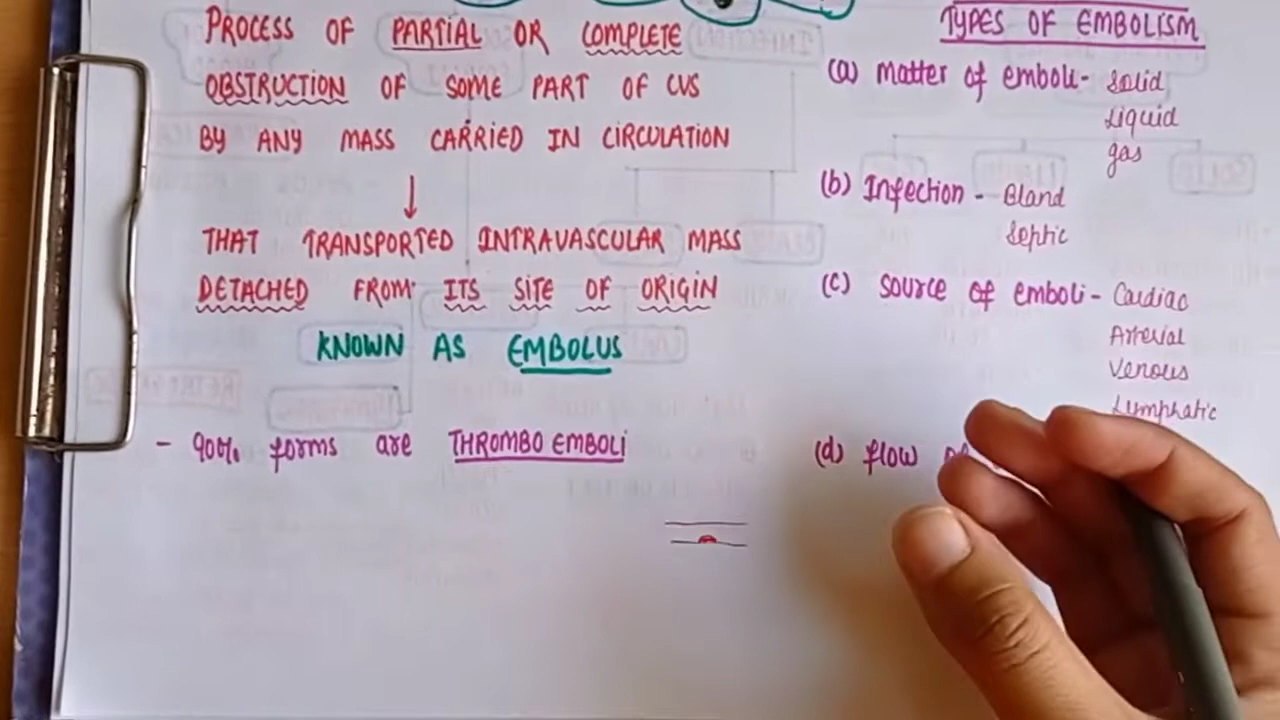 PROCESS OF PARTIAL OR COMPLETE
OBSTRUCTION OF SOME PART OF CVS
BY ANY MASS CARRIED IN CIRCULATION
↓
THAT TRANSPORTED INTRAVASCULAR MASS
DETACHED FROM ITS SITE OF ORIGIN
KNOWN AS EMBOLUS
- 90% forms are THROMBOEMBOLI
TYPES OF EMBOLISM
(a) Matter of emboli - Solid
Liquid
gas
(b) Infection - Bland
Septic
(c) Source of emboli - Cardiac
Arterial
Venous
Lymphatic
(d) flow